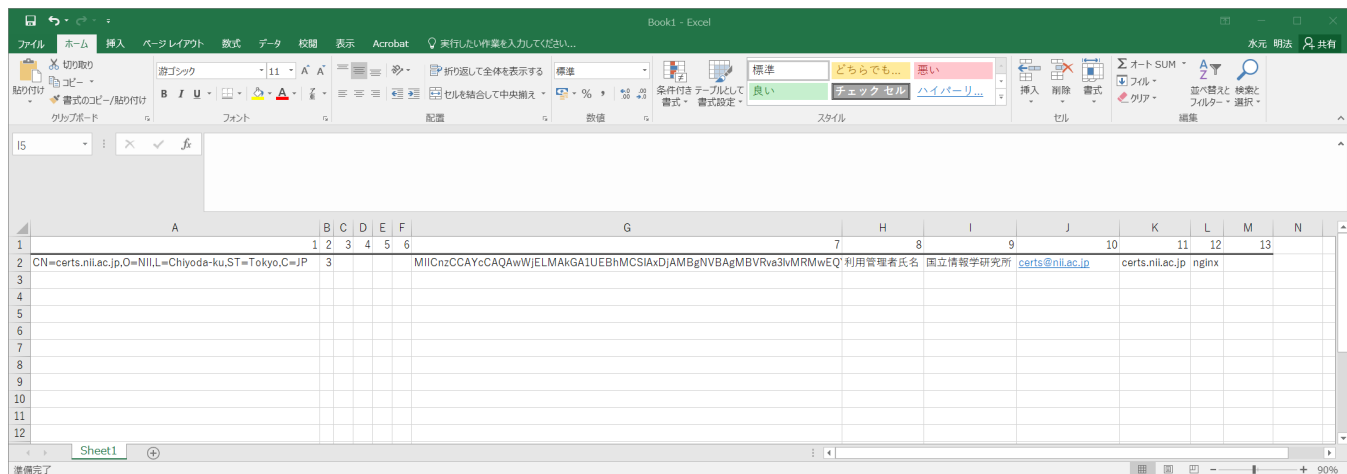 Book1 - Excel
ファイル ホーム 挿入 ページレイアウト 数式 データ 校閲 表示 Acrobat 実行したい作業を入力してください... 水元 明法 共有
切り取り
コピー
書式のコピー/貼り付け
貼り付け
クリップボード
游ゴシック 11
B I U
フォント
折り返して全体を表示する
セルを結合して中央揃え
配置
標準
% ,
数値
条件付き 書式 テーブルとして 書式設定
標準 どちらでも... 悪い
良い チェック セル ハイパーリ...
スタイル
挿入 削除 書式
セル
Σ オート SUM
フィル
クリア
並べ替えと フィルター 検索と 選択
編集
I5 fx
A B C D E F G H I J K L M N
1 1 2 3 4 5 6 7 8 9 10 11 12 13
2 CN=certs.nii.ac.jp,O=NII,L=Chiyoda-ku,ST=Tokyo,C=JP 3 利用管理者氏名 国立情報学研究所 certs@nii.ac.jp certs.nii.ac.jp nginx
3
4
5
6
7
8
9
10
11
12
Sheet1
準備完了 90%